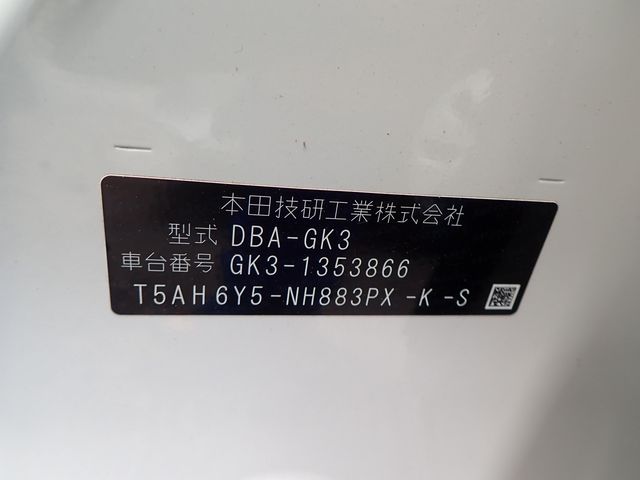 本田技研工業株式会社
型式 DBA-GK3
車台番号 GK3-1353866
T5AH6Y5-NH883PX-K-S